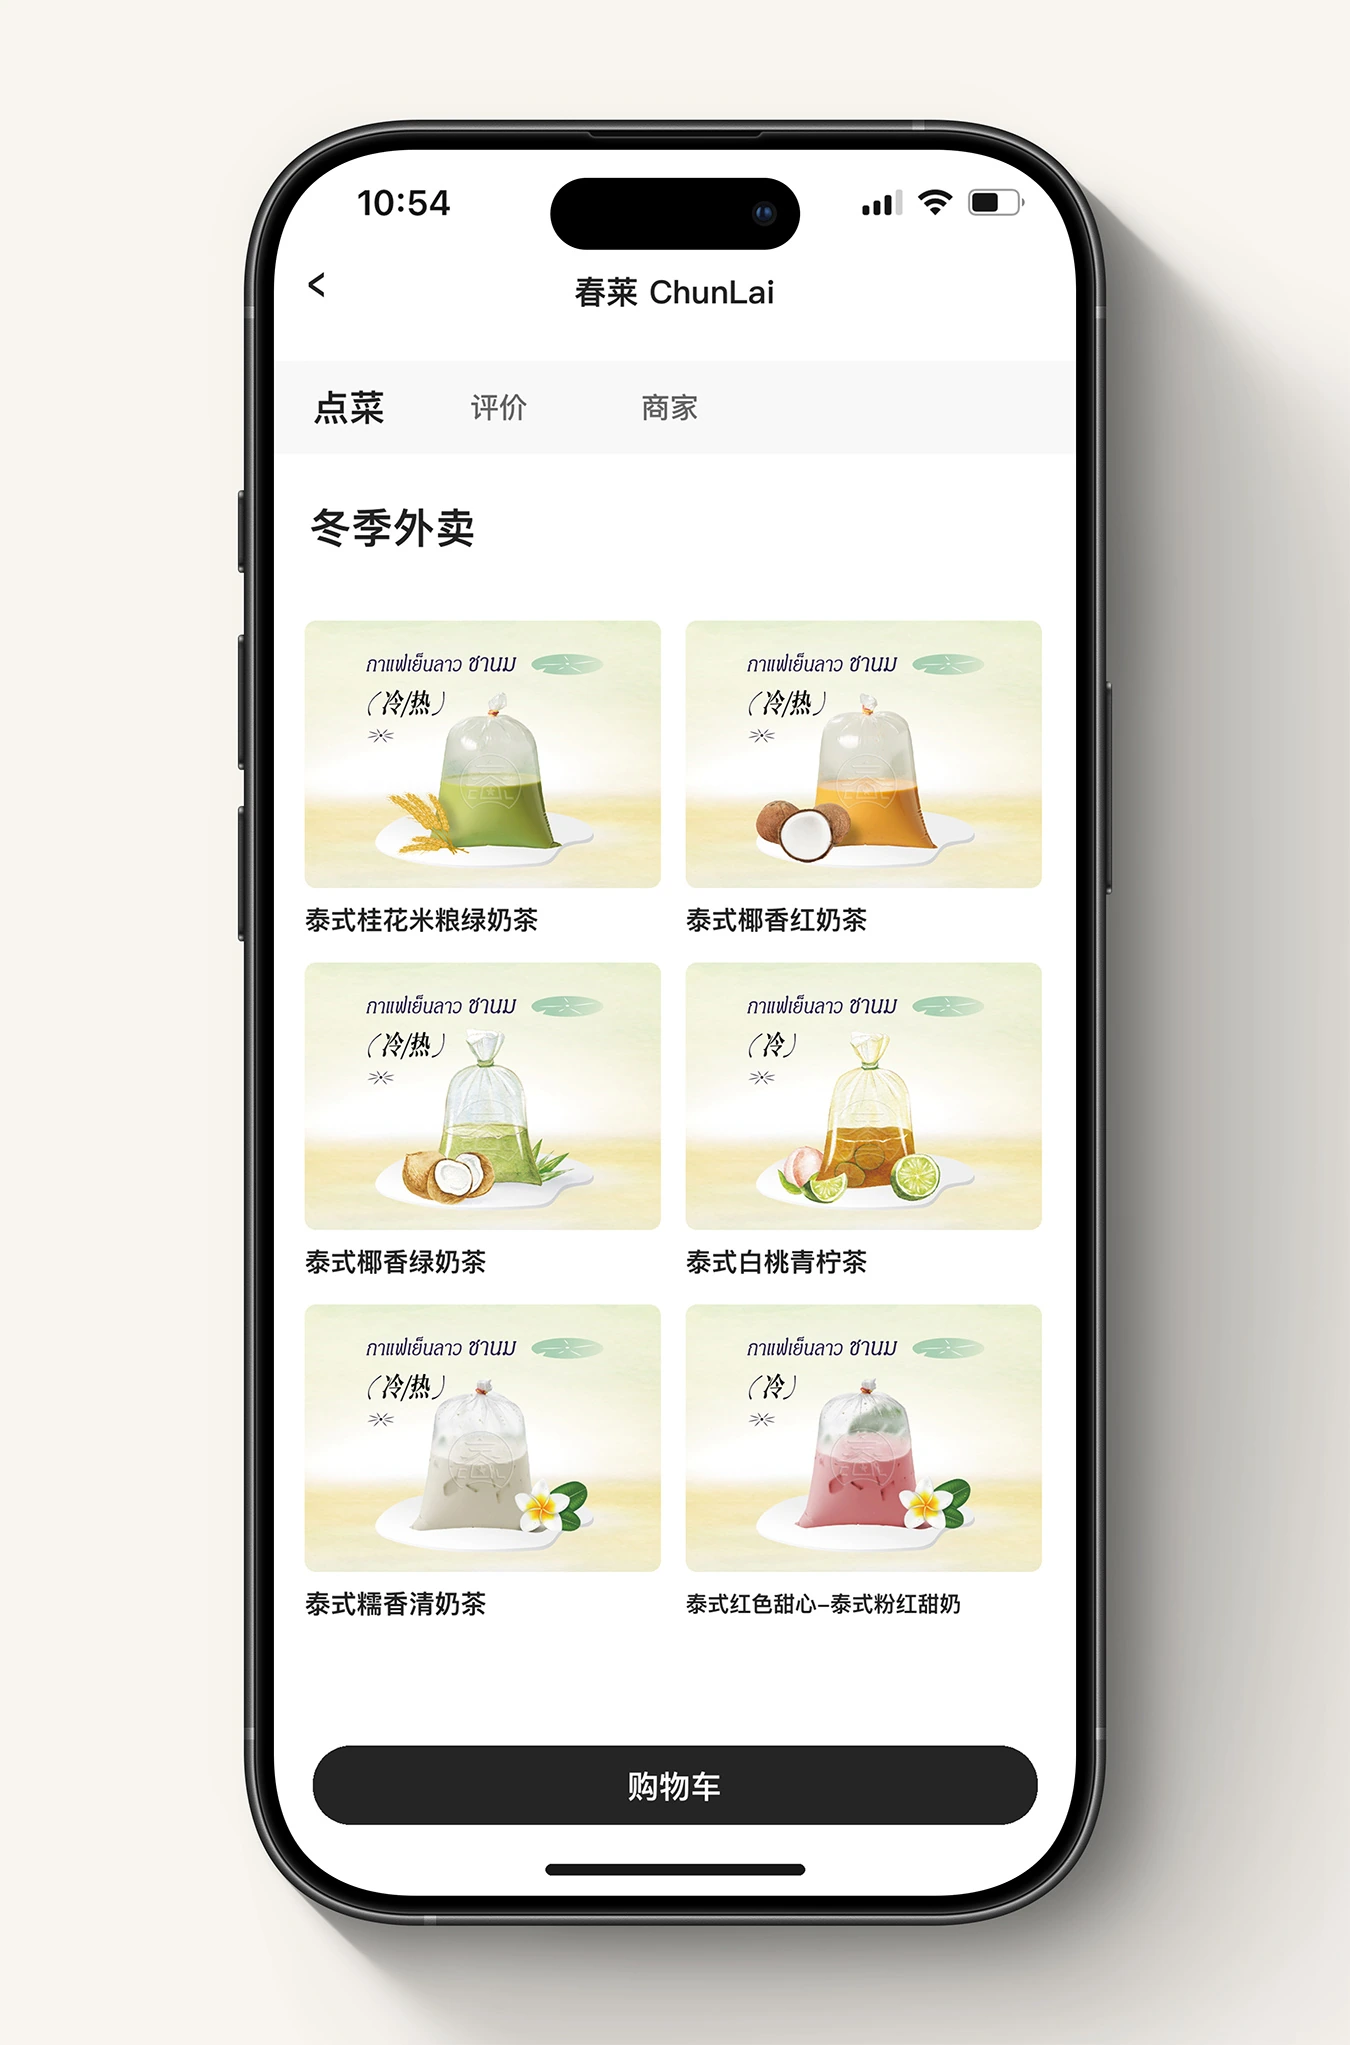 10:54
<
春莱 ChunLai
点菜 评价 商家
冬季外卖
กาแฟเย็นลาว ชานม
（冷/热）
กาแฟเย็นลาว ชานม
（冷/热）
泰式桂花米粮绿奶茶
泰式椰香红奶茶
กาแฟเย็นลาว ชานม
（冷/热）
กาแฟเย็นลาว ชานม
（冷）
泰式椰香绿奶茶
泰式白桃青柠茶
กาแฟเย็นลาว ชานม
（冷/热）
กาแฟเย็นลาว ชานม
（冷）
泰式糯香清奶茶
泰式红色甜心–泰式粉红甜奶
购物车